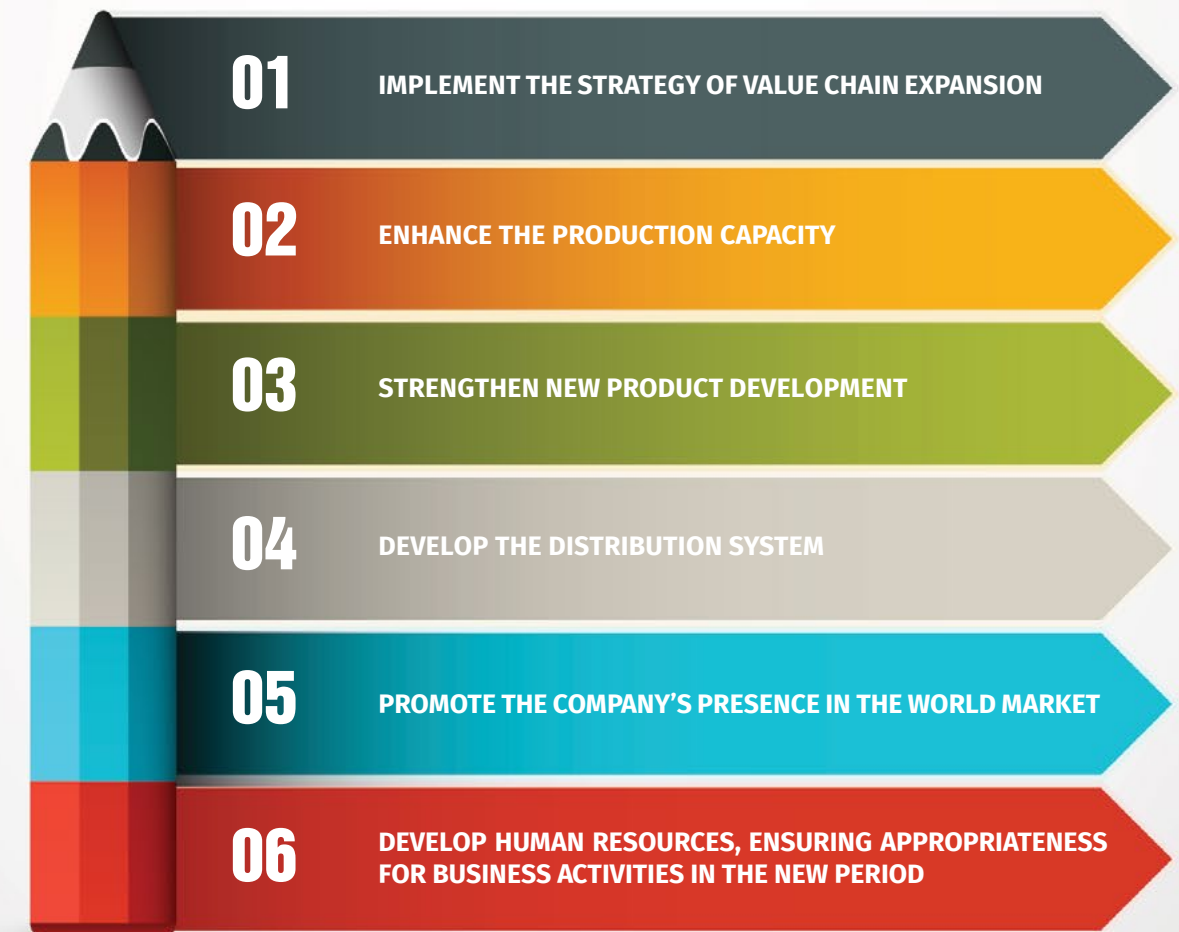 01
IMPLEMENT THE STRATEGY OF VALUE CHAIN EXPANSION
02
ENHANCE THE PRODUCTION CAPACITY
03
STRENGTHEN NEW PRODUCT DEVELOPMENT
04
DEVELOP THE DISTRIBUTION SYSTEM
05
PROMOTE THE COMPANY’S PRESENCE IN THE WORLD MARKET
06
DEVELOP HUMAN RESOURCES, ENSURING APPROPRIATENESS
FOR BUSINESS ACTIVITIES IN THE NEW PERIOD